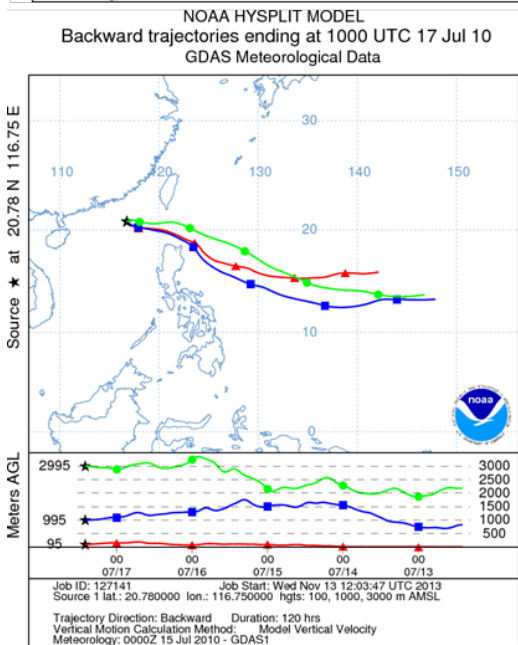 NOAA HYSPLIT MODEL
Backward trajectories ending at 1000 UTC 17 Jul 10
GDAS Meteorological Data
Source ★ at 20.78 N 116.75 E
30
110 120 130 140 150
20
10
0
noaa
Meters AGL
2995
995
95
3000
2500
2000
1500
1000
500
00 00 00 00 00
07/17 07/16 07/15 07/14 07/13
Job ID: 127141 Job Start: Wed Nov 13 12:03:47 UTC 2013
Source 1 lat.: 20.780000 lon.: 116.750000 hgts: 100, 1000, 3000 m AMSL
Trajectory Direction: Backward Duration: 120 hrs
Vertical Motion Calculation Method: Model Vertical Velocity
Meteorology: 0000Z 15 Jul 2010 - GDAS1